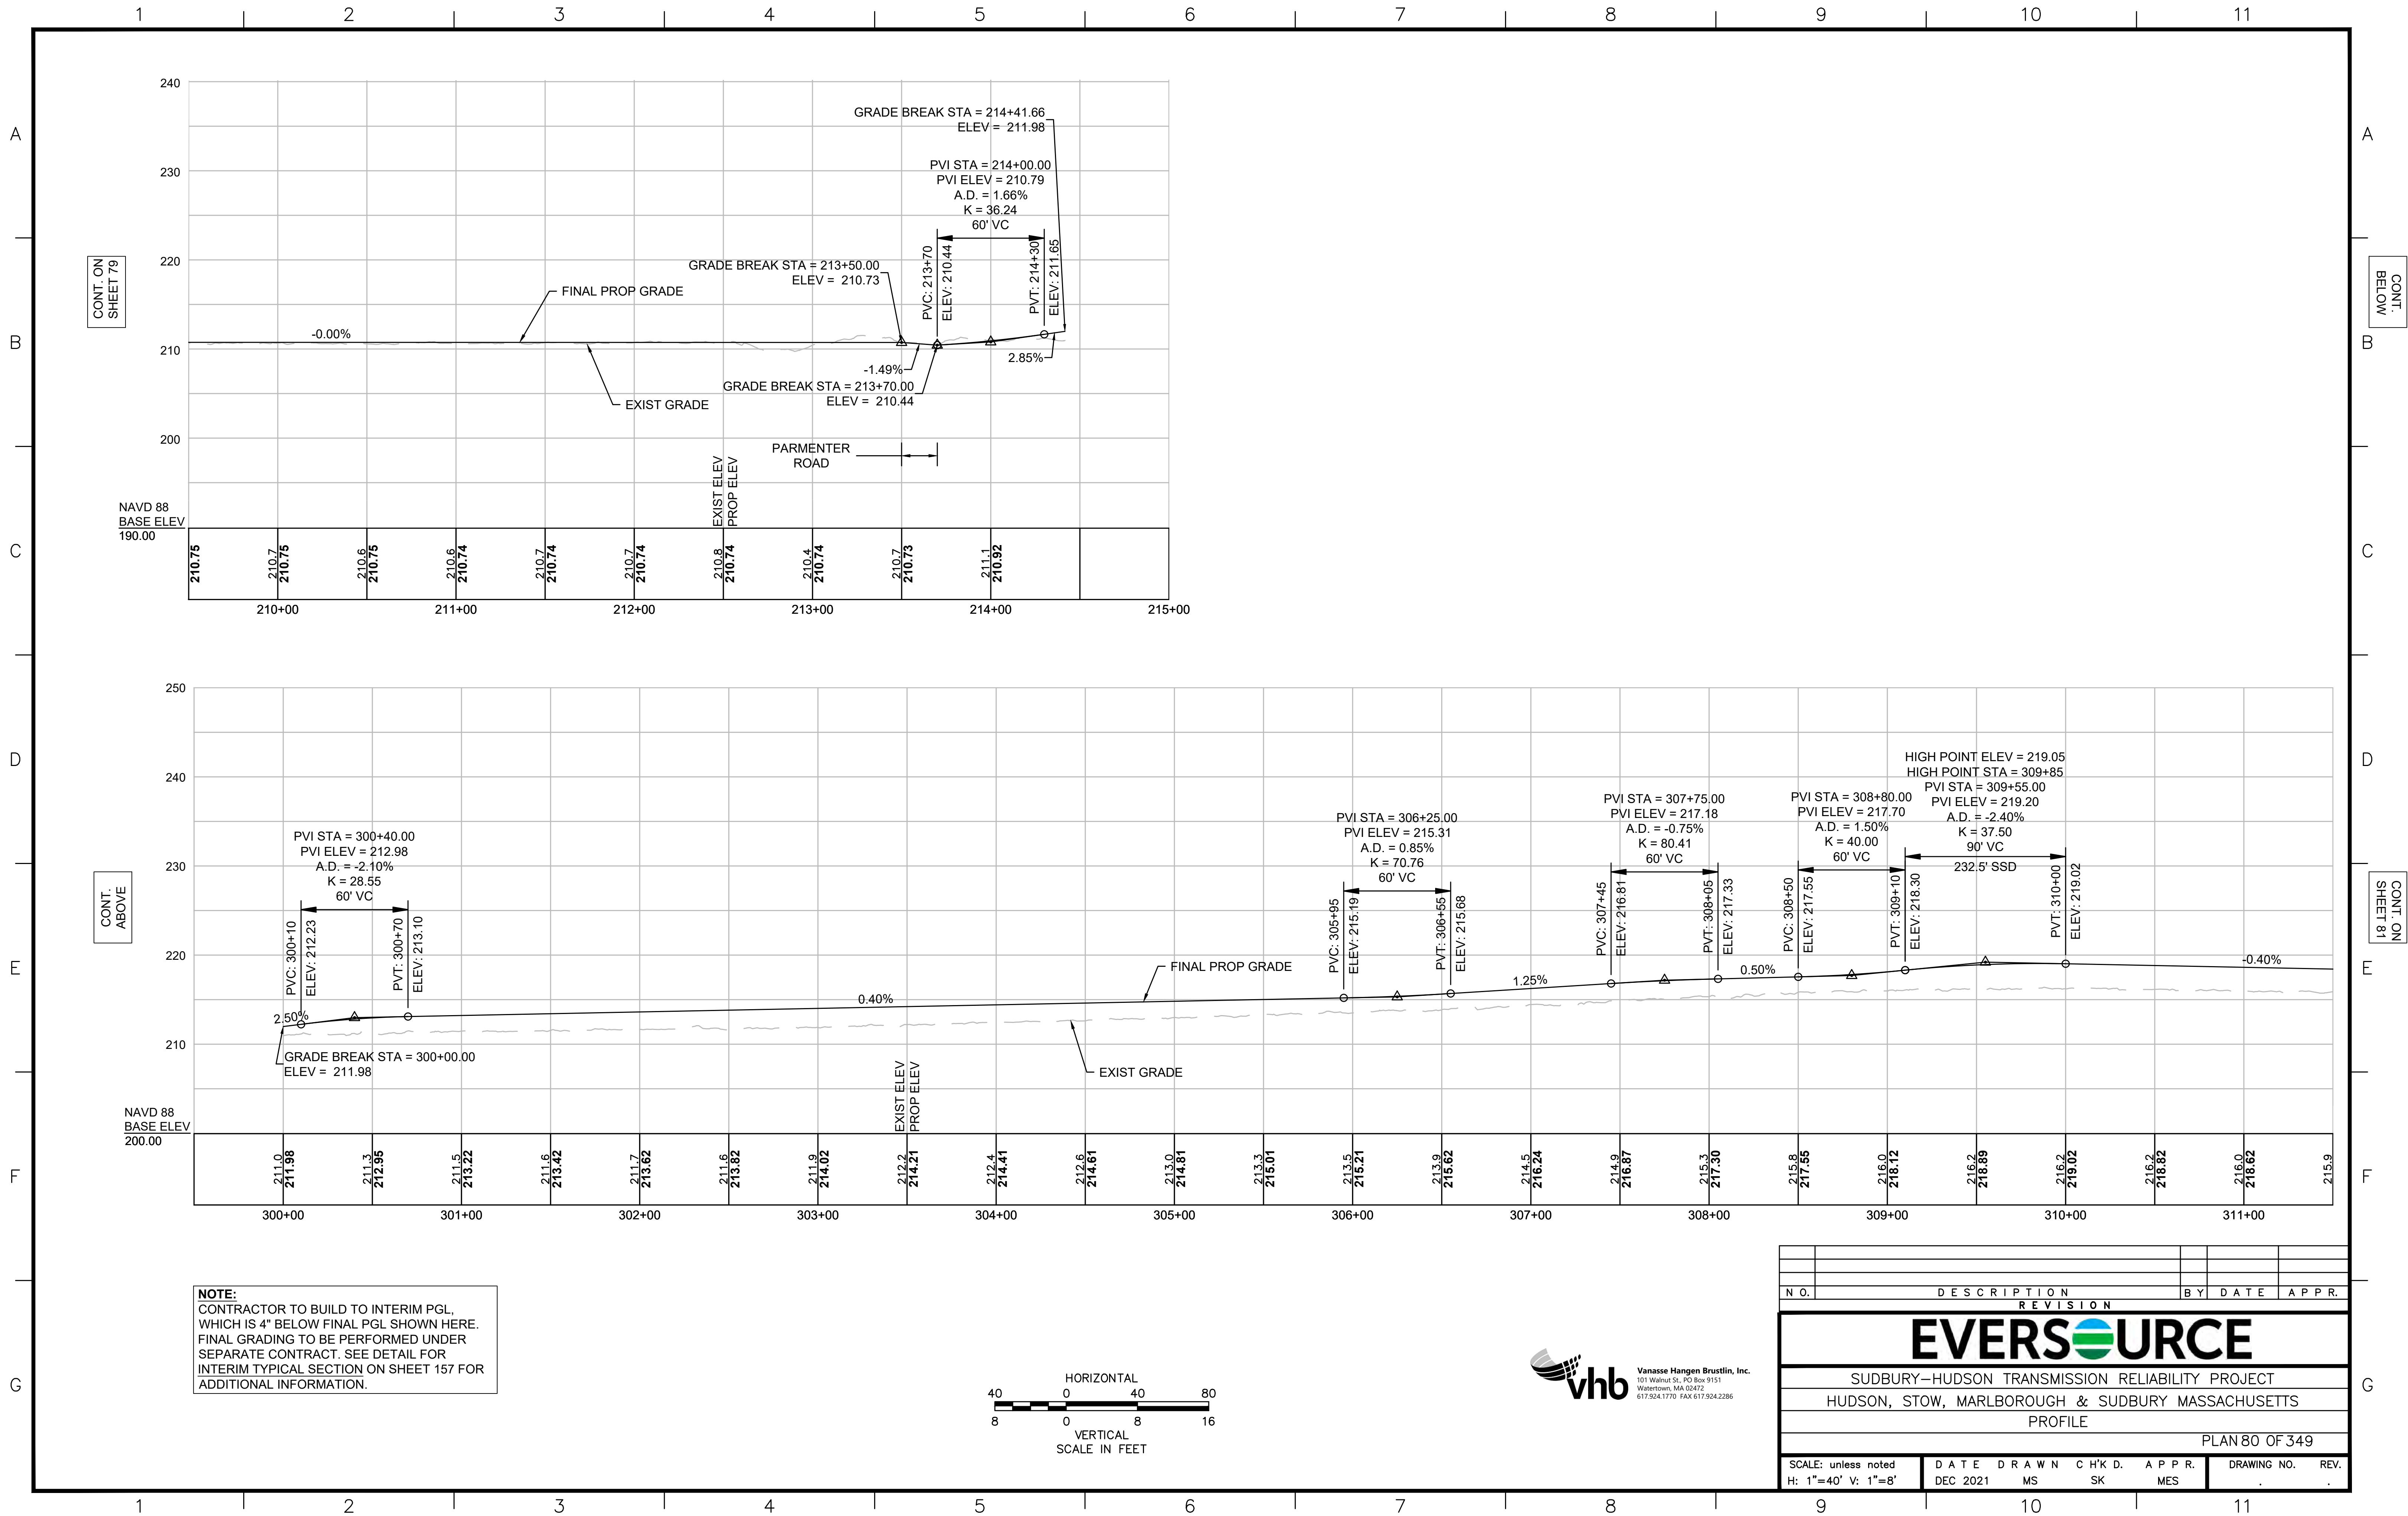 1 2 3 4 5 6 7 8 9 10 11
A
B
C
D
E
F
G
240
230
220
210
200
CONT. ON
SHEET 79
GRADE BREAK STA = 214+41.66
ELEV = 211.98
PVI STA = 214+00.00
PVI ELEV = 210.79
A.D. = 1.66%
K = 36.24
60' VC
GRADE BREAK STA = 213+50.00
ELEV = 210.73
PVC: 213+70
ELEV: 210.44
PVT: 214+30
ELEV: 211.65
FINAL PROP GRADE
-0.00%
-1.49%
2.85%
GRADE BREAK STA = 213+70.00
ELEV = 210.44
EXIST GRADE
PARMENTER
ROAD
EXIST ELEV
PROP ELEV
CONT.
BELOW
NAVD 88
BASE ELEV
190.00
210.75
210.7
210.75
210.6
210.75
210.6
210.74
210.7
210.74
210.7
210.74
210.8
210.74
210.4
210.74
210.7
210.73
211.1
210.92
210+00 211+00 212+00 213+00 214+00 215+00
250
240
230
220
210
CONT.
ABOVE
PVI STA = 300+40.00
PVI ELEV = 212.98
A.D. = -2.10%
K = 28.55
60' VC
PVC: 300+10
ELEV: 212.23
PVT: 300+70
ELEV: 213.10
2.50%
GRADE BREAK STA = 300+00.00
ELEV = 211.98
0.40%
FINAL PROP GRADE
EXIST GRADE
EXIST ELEV
PROP ELEV
PVI STA = 306+25.00
PVI ELEV = 215.31
A.D. = 0.85%
K = 70.76
60' VC
PVC: 305+95
ELEV: 215.19
PVT: 306+55
ELEV: 215.68
1.25%
PVI STA = 307+75.00
PVI ELEV = 217.18
A.D. = -0.75%
K = 80.41
60' VC
PVC: 307+45
ELEV: 216.81
PVT: 308+05
ELEV: 217.33
0.50%
PVI STA = 308+80.00
PVI ELEV = 217.70
A.D. = 1.50%
K = 40.00
60' VC
PVC: 308+50
ELEV: 217.55
PVT: 309+10
ELEV: 218.30
HIGH POINT ELEV = 219.05
HIGH POINT STA = 309+85
PVI STA = 309+55.00
PVI ELEV = 219.20
A.D. = -2.40%
K = 37.50
90' VC
232.5' SSD
PVT: 310+00
ELEV: 219.02
-0.40%
CONT. ON
SHEET 81
NAVD 88
BASE ELEV
200.00
211.0
211.98
211.3
212.95
211.5
213.22
211.6
213.42
211.7
213.62
211.6
213.82
211.9
214.02
212.2
214.21
212.4
214.41
212.6
214.61
213.0
214.81
213.3
215.01
213.5
215.21
213.9
215.62
214.5
216.24
214.9
216.87
215.3
217.30
215.8
217.55
216.0
218.12
216.2
218.89
216.2
219.02
216.2
218.82
216.0
218.62
215.9
300+00 301+00 302+00 303+00 304+00 305+00 306+00 307+00 308+00 309+00 310+00 311+00
NOTE:
CONTRACTOR TO BUILD TO INTERIM PGL,
WHICH IS 4" BELOW FINAL PGL SHOWN HERE.
FINAL GRADING TO BE PERFORMED UNDER
SEPARATE CONTRACT. SEE DETAIL FOR
INTERIM TYPICAL SECTION ON SHEET 157 FOR
ADDITIONAL INFORMATION.
HORIZONTAL
40 0 40 80
8 0 8 16
VERTICAL
SCALE IN FEET
vhb
Vanasse Hangen Brustlin, Inc.
101 Walnut St., PO Box 9151
Watertown, MA 02472
617.924.1770 FAX 617.924.2286
NO. DESCRIPTION BY DATE APPR.
REVISION
EVERSOURCE
SUDBURY-HUDSON TRANSMISSION RELIABILITY PROJECT
HUDSON, STOW, MARLBOROUGH & SUDBURY MASSACHUSETTS
PROFILE
PLAN 80 OF 349
SCALE: unless noted DATE DRAWN CH'K D. APPR. DRAWING NO. REV.
H: 1"=40' V: 1"=8' DEC 2021 MS SK MES . .
A
B
C
D
E
F
G
1 2 3 4 5 6 7 8 9 10 11